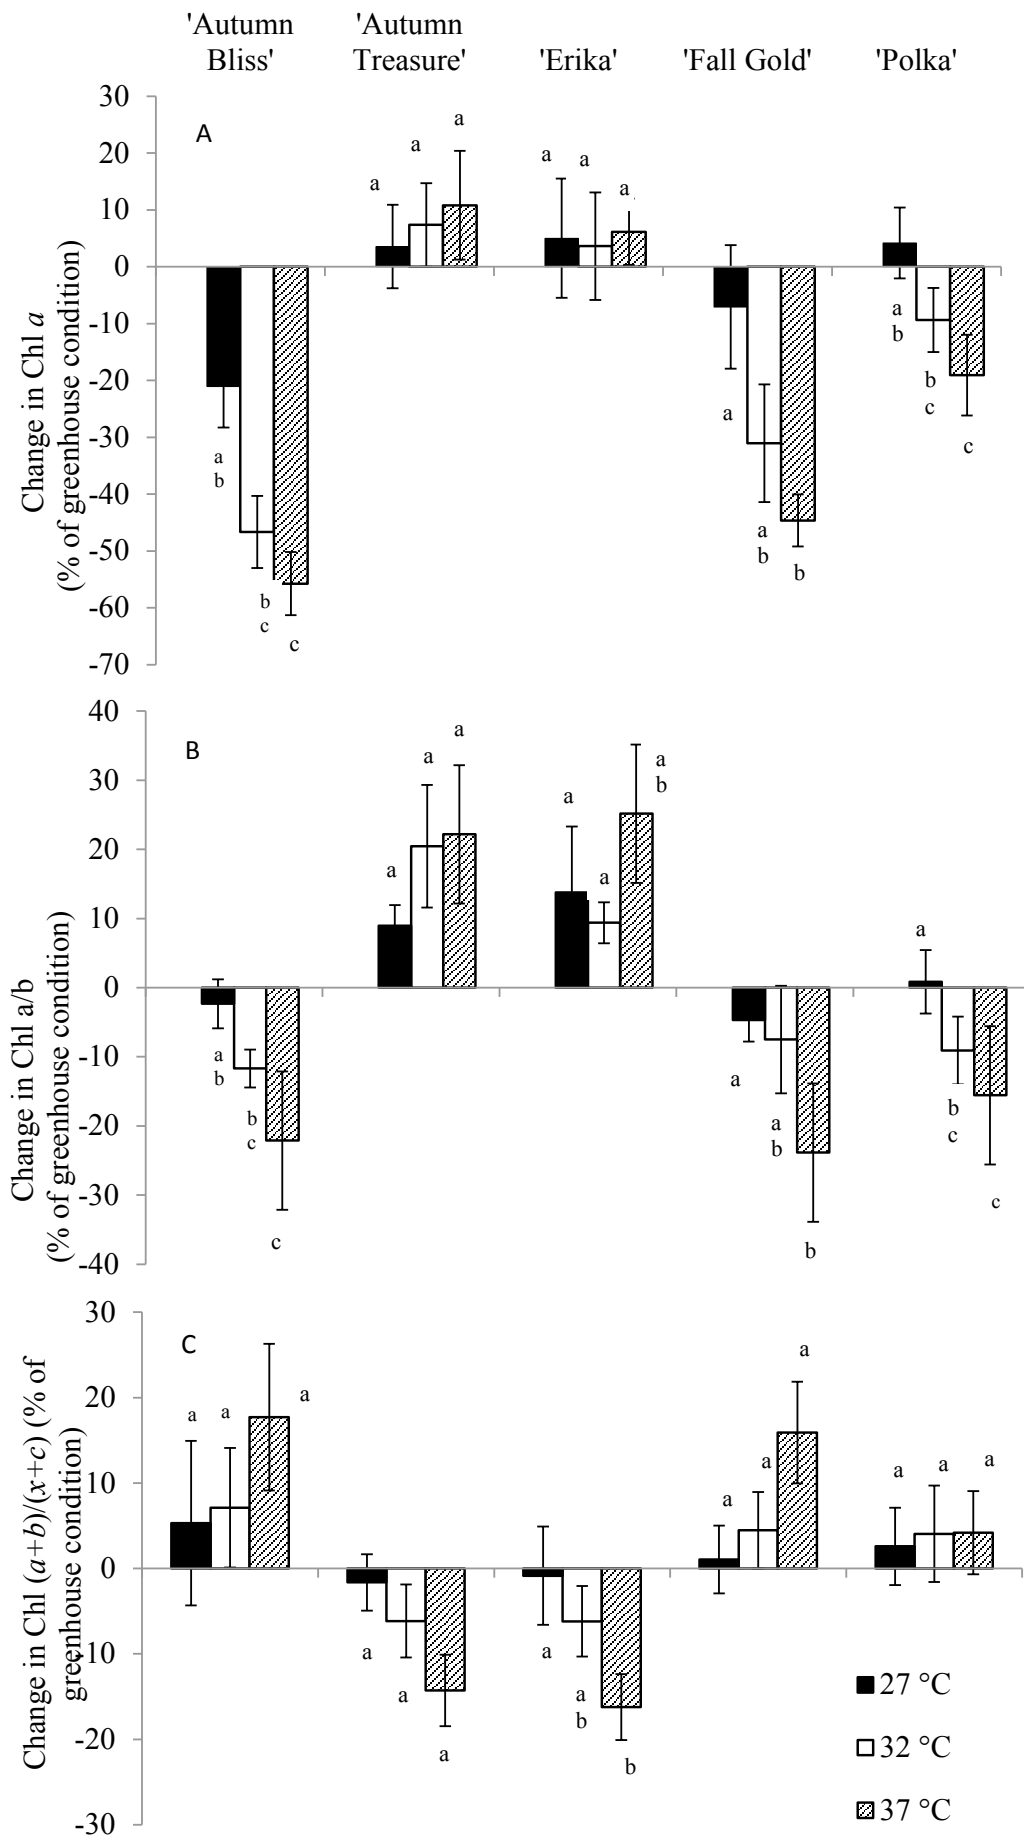 'Autumn Bliss'
'Autumn Treasure'
'Erika'
'Fall Gold'
'Polka'
A
Change in Chl a
(% of greenhouse condition)
30
20
10
0
-10
-20
-30
-40
-50
-60
-70
a
b
b
c
c
a
a
a
a
a
a
a
a
b
b
a
b
b
c
c
B
Change in Chl a/b
(% of greenhouse condition)
40
30
20
10
0
-10
-20
-30
-40
a
b
b
c
c
a
a
a
a
a
a
b
a
a
b
b
a
b
c
c
C
Change in Chl (a+b)/(x+c) (% of
greenhouse condition)
30
20
10
0
-10
-20
-30
a
a
a
a
a
a
a
a
b
b
a
a
a
a
a
a
27 °C
32 °C
37 °C